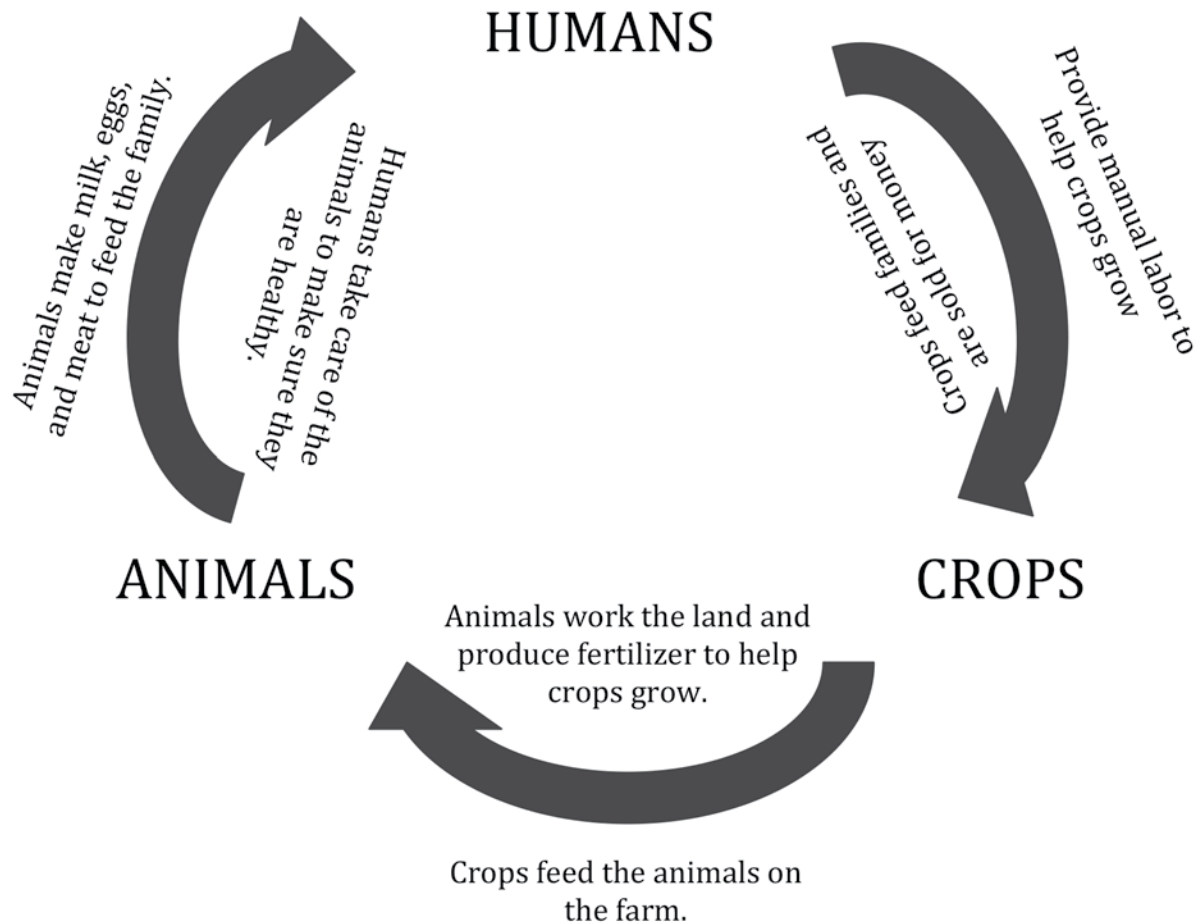 HUMANS
Animals make milk, eggs,
and meat to feed the family.
Humans take care of the
animals to make sure they
are healthy.
Crops feed families and
are sold for money
Provide manual labor to
help crops grow
ANIMALS
CROPS
Animals work the land and
produce fertilizer to help
crops grow.
Crops feed the animals on
the farm.